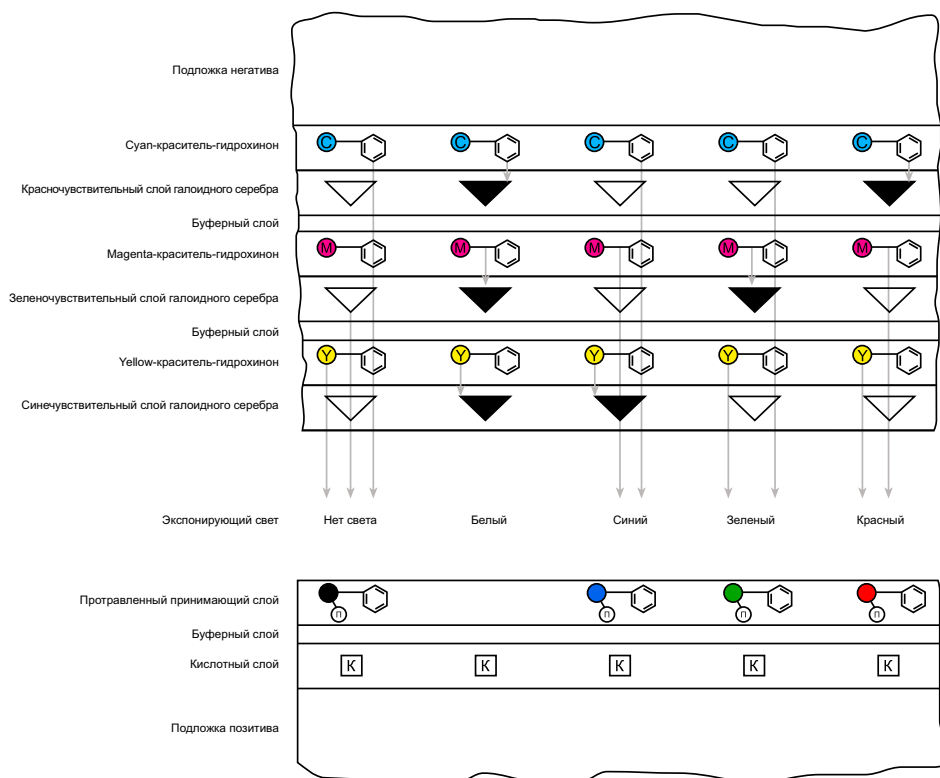 Подложка негатива
Cyan-краситель-гидрохинон
C C C C C
Красночувствительный слой галоидного серебра
Буферный слой
Magenta-краситель-гидрохинон
M M M M M
Зеленочувствительный слой галоидного серебра
Буферный слой
Yellow-краситель-гидрохинон
Y Y Y Y Y
Синечувствительный слой галоидного серебра
Экспонирующий свет
Нет света Белый Синий Зеленый Красный
Протравленный принимающий слой
П П П П
Буферный слой
Кислотный слой
К К К К К
Подложка позитива